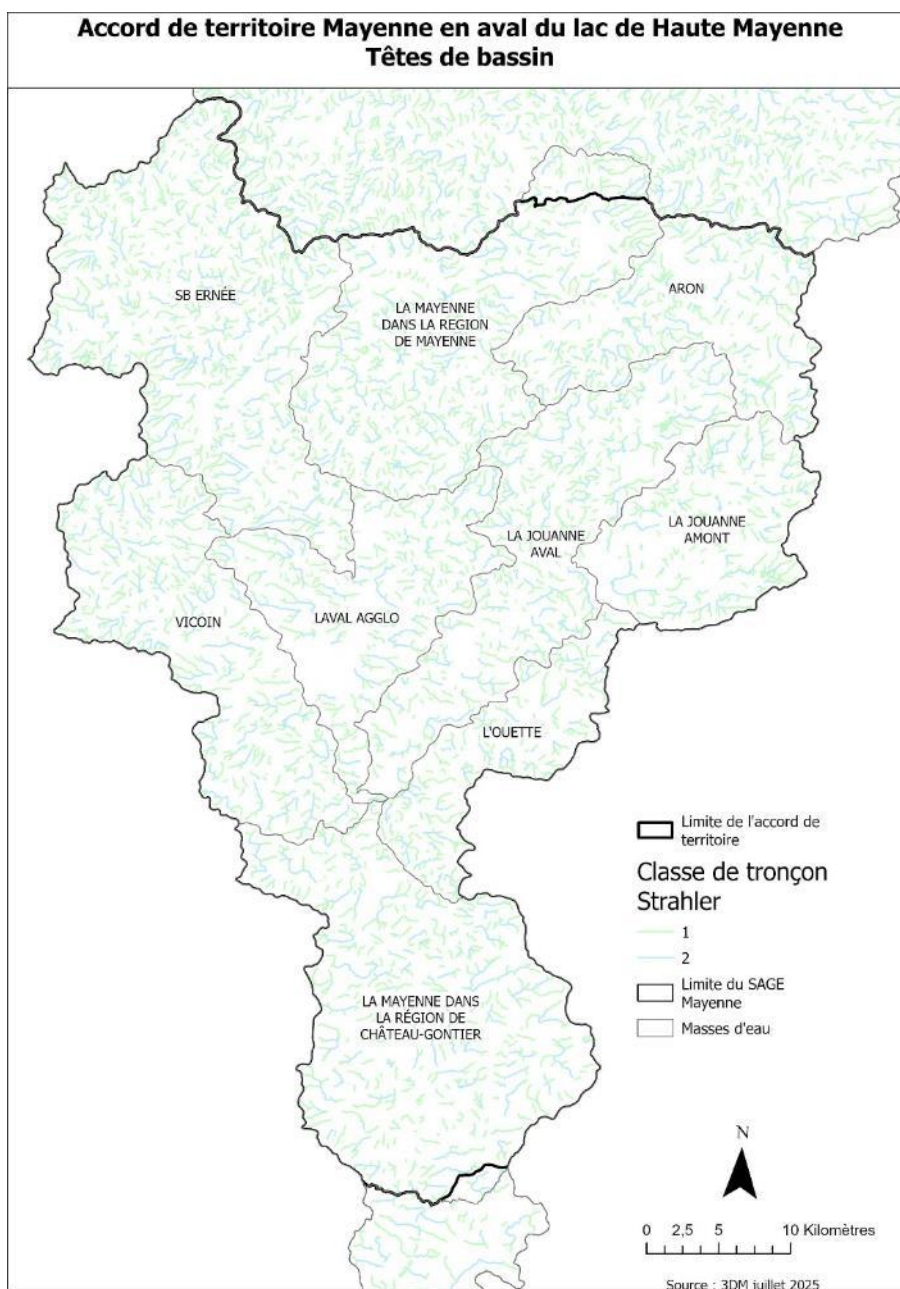 Accord de territoire Mayenne en aval du lac de Haute Mayenne
Têtes de bassin
SB ERNÉE
LA MAYENNE
DANS LA REGION
DE MAYENNE
ARON
LA JOUANNE
AVAL
LA JOUANNE
AMONT
VICOIN
LAVAL AGGLO
L'OUETTE
LA MAYENNE DANS
LA RÉGION DE
CHÂTEAU-GONTIER
Limite de l'accord de
territoire
Classe de tronçon
Strahler
1
2
Limite du SAGE
Mayenne
Masses d'eau
N
0 2,5 5 10 Kilomètres
Source : 3DM juillet 2025